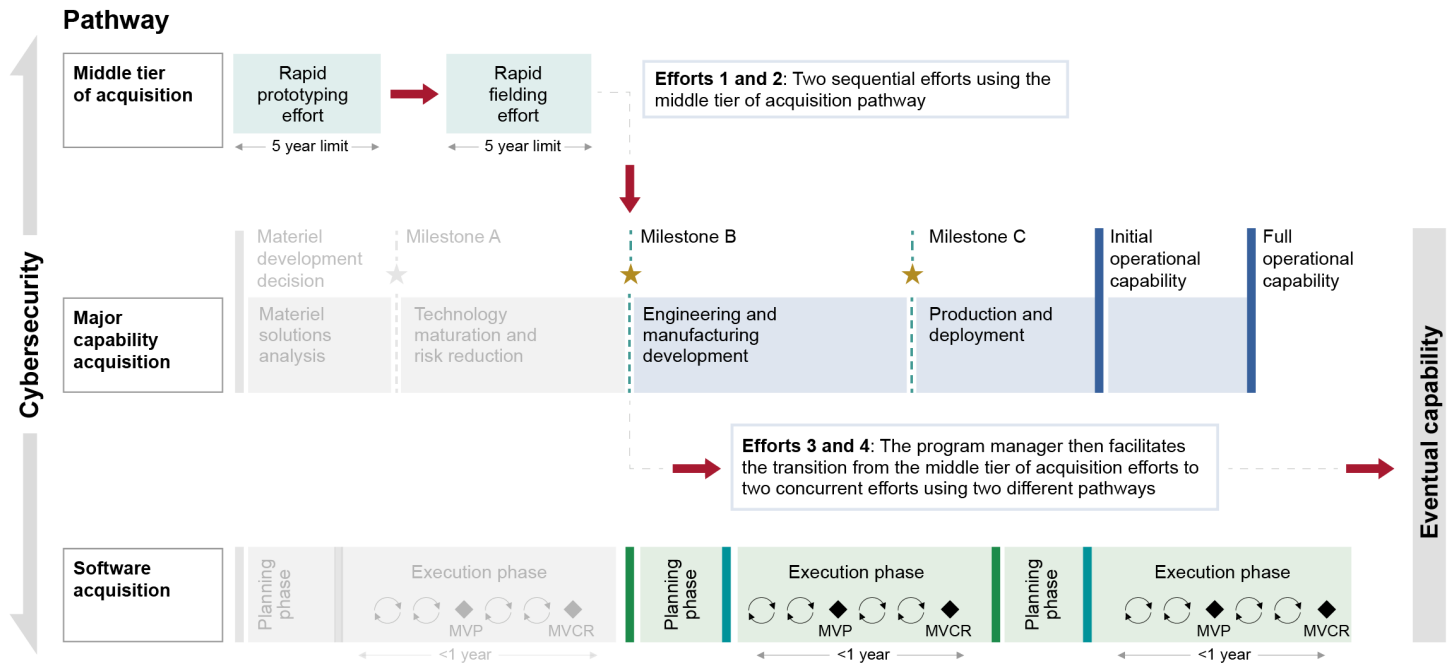 Pathway
Cybersecurity
Middle tier
of acquisition
Rapid
prototyping
effort
5 year limit
Rapid
fielding
effort
5 year limit
Efforts 1 and 2: Two sequential efforts using the
middle tier of acquisition pathway
Major
capability
acquisition
Materiel
development
decision
Milestone A
Milestone B
Milestone C
Initial
operational
capability
Full
operational
capability
Materiel
solutions
analysis
Technology
maturation and
risk reduction
Engineering and
manufacturing
development
Production and
deployment
Efforts 3 and 4: The program manager then facilitates
the transition from the middle tier of acquisition efforts to
two concurrent efforts using two different pathways
Eventual capability
Software
acquisition
Planning
phase
Execution phase
MVP
MVCR
<1 year
Planning
phase
Execution phase
MVP
MVCR
<1 year
Planning
phase
Execution phase
MVP
MVCR
<1 year